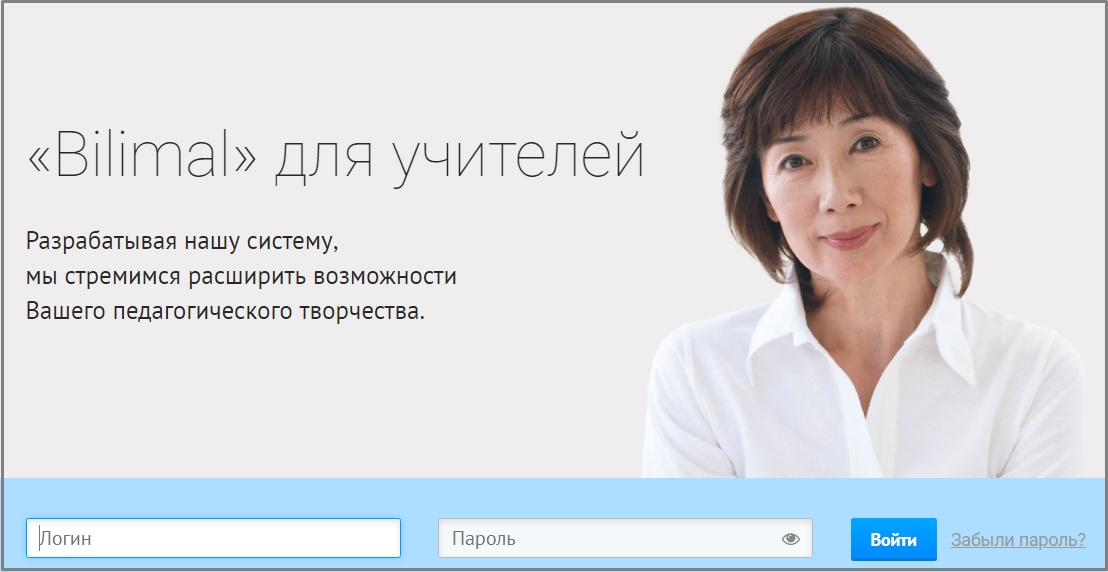 «Bilimal» для учителей
Разрабатывая нашу систему,
мы стремимся расширить возможности
Вашего педагогического творчества.
Логин
Пароль
Войти
Забыли пароль?